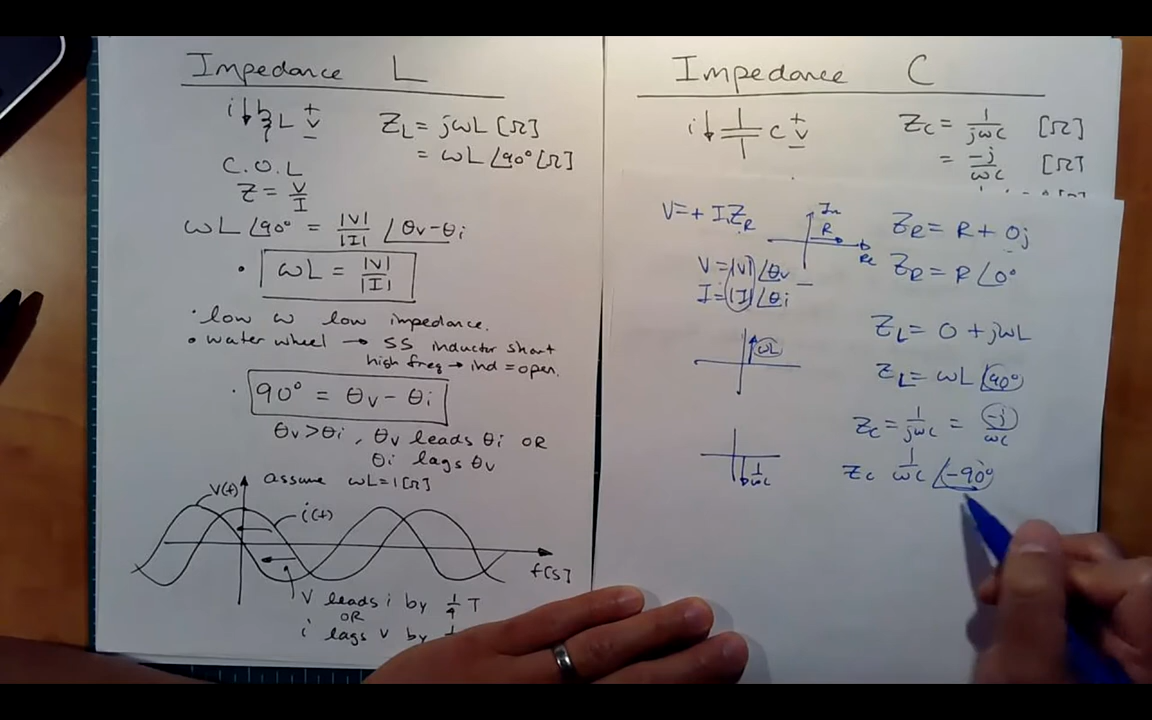 Impedance L
i L + v −
Z_L = jωL [Ω]
= ωL ∠90° [Ω]
C.O.L
Z = V/I
ωL ∠90° = |V|/|I| ∠θv-θi
• ωL = |V|/|I|
• low ω low impedance.
• water wheel → SS inductor short
high freq → ind = open.
• 90° = θv - θi
θv > θi, θv leads θi OR
θi lags θv
assume ωL = 1[Ω]
v(t)
i(t)
t[s]
V leads i by 1/4 T
OR
i lags v by
Impedance C
i C + v −
Z_C = 1/jωC [Ω]
= -j/ωC [Ω]
V = + I Z_R
Im
R
Re
Z_R = R + 0j
Z_R = R ∠0°
V = |V| ∠θv
I = |I| ∠θi
Z_L = 0 + jωL
ωL
Z_L = ωL ∠90°
Z_C = 1/jωC = -j/ωC
1/ωC
Z_C 1/ωC ∠-90°